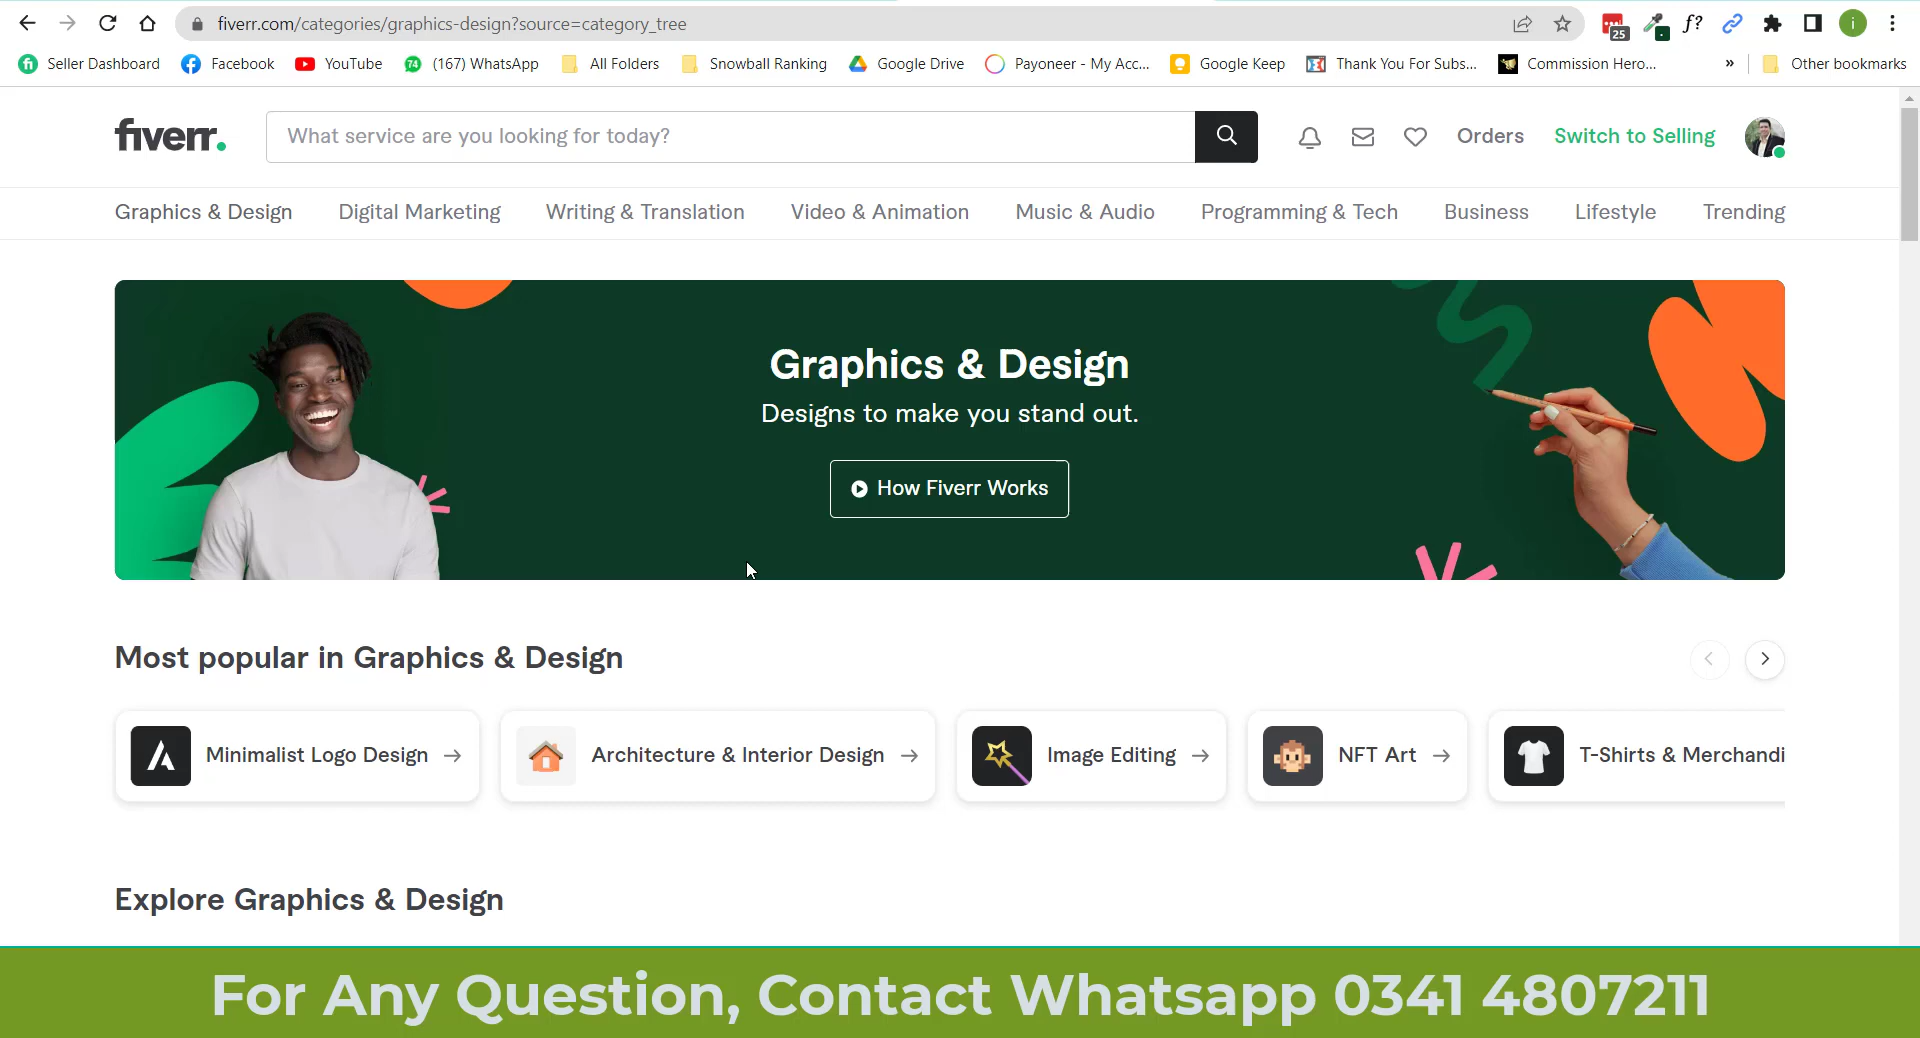 fiverr.com/categories/graphics-design?source=category_tree
25
f?
i
Seller Dashboard
Facebook
YouTube
74
(167) WhatsApp
All Folders
Snowball Ranking
Google Drive
Payoneer - My Acc...
Google Keep
Thank You For Subs...
Commission Hero...
»
Other bookmarks
fiverr.
What service are you looking for today?
Orders
Switch to Selling
Graphics & Design
Digital Marketing
Writing & Translation
Video & Animation
Music & Audio
Programming & Tech
Business
Lifestyle
Trending
Graphics & Design
Designs to make you stand out.
How Fiverr Works
Most popular in Graphics & Design
Minimalist Logo Design
Architecture & Interior Design
Image Editing
NFT Art
T-Shirts & Merchandi
Explore Graphics & Design
For Any Question, Contact Whatsapp 0341 4807211